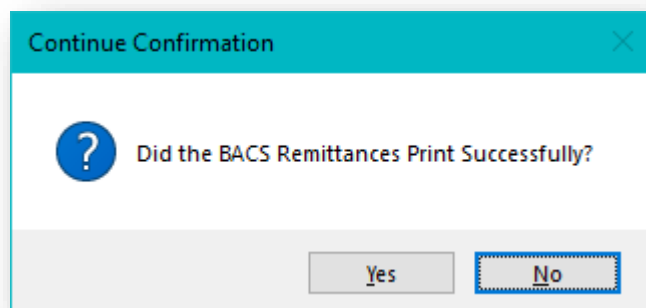 Continue Confirmation
Did the BACS Remittances Print Successfully?
Yes
No